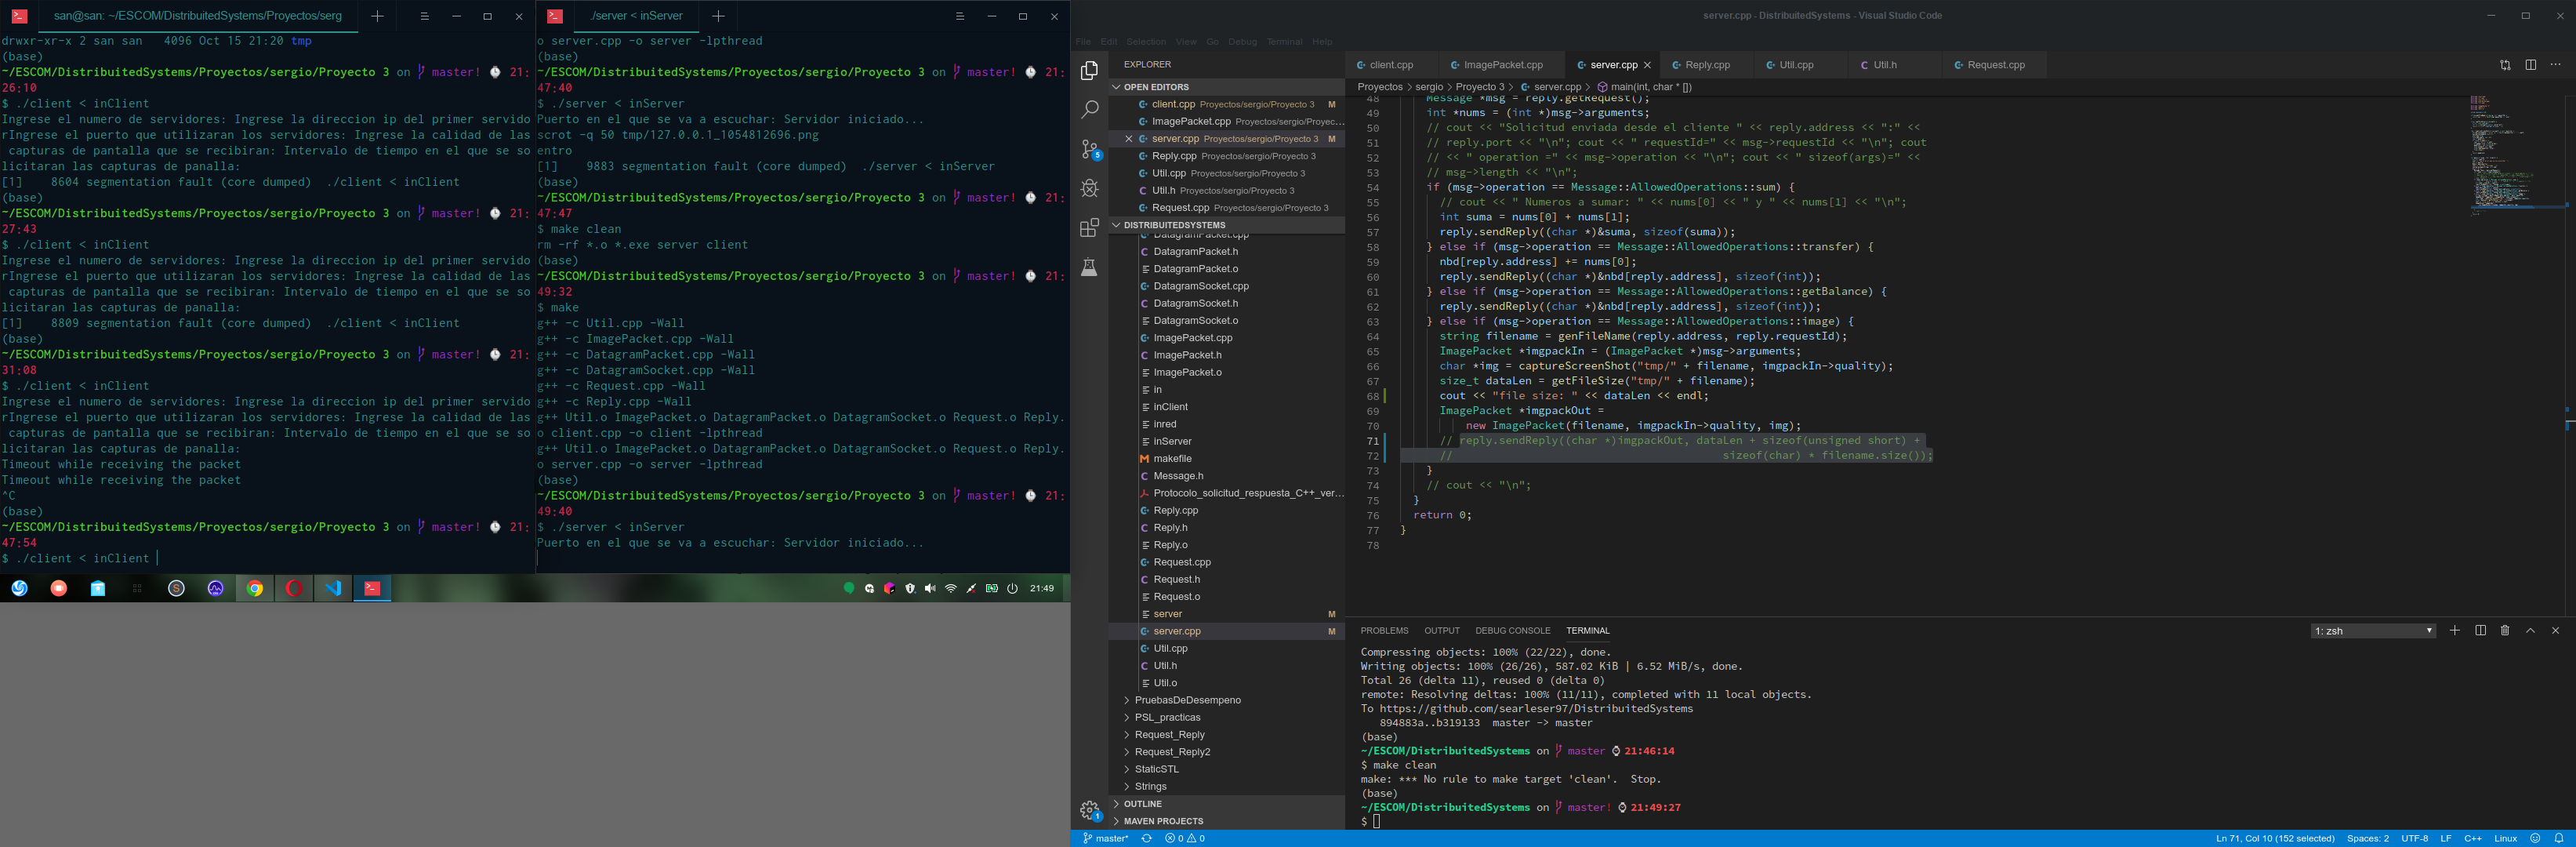 san@san: ~/ESCOM/DistribuitedSystems/Proyectos/serg
drwxr-xr-x 2 san san   4096 Oct 15 21:20 tmp
(base)
~/ESCOM/DistribuitedSystems/Proyectos/sergio/Proyecto 3 on master! 21:
26:10
$ ./client < inClient
Ingrese el numero de servidores: Ingrese la direccion ip del primer servido
rIngrese el puerto que utilizaran los servidores: Ingrese la calidad de las
 capturas de pantalla que se recibiran: Intervalo de tiempo en el que se so
licitaran las capturas de panalla:
[1]    8604 segmentation fault (core dumped)  ./client < inClient
(base)
~/ESCOM/DistribuitedSystems/Proyectos/sergio/Proyecto 3 on master! 21:
27:43
$ ./client < inClient
Ingrese el numero de servidores: Ingrese la direccion ip del primer servido
rIngrese el puerto que utilizaran los servidores: Ingrese la calidad de las
 capturas de pantalla que se recibiran: Intervalo de tiempo en el que se so
licitaran las capturas de panalla:
[1]    8809 segmentation fault (core dumped)  ./client < inClient
(base)
~/ESCOM/DistribuitedSystems/Proyectos/sergio/Proyecto 3 on master! 21:
31:08
$ ./client < inClient
Ingrese el numero de servidores: Ingrese la direccion ip del primer servido
rIngrese el puerto que utilizaran los servidores: Ingrese la calidad de las
 capturas de pantalla que se recibiran: Intervalo de tiempo en el que se so
licitaran las capturas de panalla:
Timeout while receiving the packet
Timeout while receiving the packet
^C
(base)
~/ESCOM/DistribuitedSystems/Proyectos/sergio/Proyecto 3 on master! 21:
47:54
$ ./client < inClient
./server < inServer
o server.cpp -o server -lpthread
(base)
~/ESCOM/DistribuitedSystems/Proyectos/sergio/Proyecto 3 on master! 21:
47:40
$ ./server < inServer
Puerto en el que se va a escuchar: Servidor iniciado...
scrot -q 50 tmp/127.0.0.1_1054812696.png
entro
[1]    9883 segmentation fault (core dumped)  ./server < inServer
(base)
~/ESCOM/DistribuitedSystems/Proyectos/sergio/Proyecto 3 on master! 21:
47:47
$ make clean
rm -rf *.o *.exe server client
(base)
~/ESCOM/DistribuitedSystems/Proyectos/sergio/Proyecto 3 on master! 21:
49:32
$ make
g++ -c Util.cpp -Wall
g++ -c ImagePacket.cpp -Wall
g++ -c DatagramPacket.cpp -Wall
g++ -c DatagramSocket.cpp -Wall
g++ -c Request.cpp -Wall
g++ -c Reply.cpp -Wall
g++ Util.o ImagePacket.o DatagramPacket.o DatagramSocket.o Request.o Reply.
o client.cpp -o client -lpthread
g++ Util.o ImagePacket.o DatagramPacket.o DatagramSocket.o Request.o Reply.
o server.cpp -o server -lpthread
(base)
~/ESCOM/DistribuitedSystems/Proyectos/sergio/Proyecto 3 on master! 21:
49:40
$ ./server < inServer
Puerto en el que se va a escuchar: Servidor iniciado...
21:49
server.cpp - DistribuitedSystems - Visual Studio Code
File Edit Selection View Go Debug Terminal Help
EXPLORER
OPEN EDITORS
client.cpp Proyectos/sergio/Proyecto 3 M
ImagePacket.cpp Proyectos/sergio/Proyec...
server.cpp Proyectos/sergio/Proyecto 3 M
Reply.cpp Proyectos/sergio/Proyecto 3
Util.cpp Proyectos/sergio/Proyecto 3
Util.h Proyectos/sergio/Proyecto 3
Request.cpp Proyectos/sergio/Proyecto 3
DISTRIBUITEDSYSTEMS
DatagramPacket.cpp
DatagramPacket.h
DatagramPacket.o
DatagramSocket.cpp
DatagramSocket.h
DatagramSocket.o
ImagePacket.cpp
ImagePacket.h
ImagePacket.o
in
inClient
inred
inServer
makefile
Message.h
Protocolo_solicitud_respuesta_C++_ver...
Reply.cpp
Reply.h
Reply.o
Request.cpp
Request.h
Request.o
server M
server.cpp M
Util.cpp
Util.h
Util.o
PruebasDeDesempeno
PSL_practicas
Request_Reply
Request_Reply2
StaticSTL
Strings
OUTLINE
MAVEN PROJECTS
5
1
client.cpp ImagePacket.cpp server.cpp Reply.cpp Util.cpp Util.h Request.cpp
Proyectos > sergio > Proyecto 3 > server.cpp > main(int, char * [])
48 Message *msg = reply.getRequest();
49 int *nums = (int *)msg->arguments;
50 // cout << "Solicitud enviada desde el cliente " << reply.address << ":" <<
51 // reply.port << "\n"; cout << " requestId=" << msg->requestId << "\n"; cout
52 // << " operation =" << msg->operation << "\n"; cout << " sizeof(args)=" <<
53 // msg->length << "\n";
54 if (msg->operation == Message::AllowedOperations::sum) {
55 // cout << " Numeros a sumar: " << nums[0] << " y " << nums[1] << "\n";
56 int suma = nums[0] + nums[1];
57 reply.sendReply((char *)&suma, sizeof(suma));
58 } else if (msg->operation == Message::AllowedOperations::transfer) {
59 nbd[reply.address] += nums[0];
60 reply.sendReply((char *)&nbd[reply.address], sizeof(int));
61 } else if (msg->operation == Message::AllowedOperations::getBalance) {
62 reply.sendReply((char *)&nbd[reply.address], sizeof(int));
63 } else if (msg->operation == Message::AllowedOperations::image) {
64 string filename = genFileName(reply.address, reply.requestId);
65 ImagePacket *imgpackIn = (ImagePacket *)msg->arguments;
66 char *img = captureScreenShot("tmp/" + filename, imgpackIn->quality);
67 size_t dataLen = getFileSize("tmp/" + filename);
68 cout << "file size: " << dataLen << endl;
69 ImagePacket *imgpackOut =
70 new ImagePacket(filename, imgpackIn->quality, img);
71 // reply.sendReply((char *)imgpackOut, dataLen + sizeof(unsigned short) +
72 // sizeof(char) * filename.size());
73 }
74 // cout << "\n";
75 }
76 return 0;
77 }
78
PROBLEMS OUTPUT DEBUG CONSOLE TERMINAL 1: zsh
Compressing objects: 100% (22/22), done.
Writing objects: 100% (26/26), 587.02 KiB | 6.52 MiB/s, done.
Total 26 (delta 11), reused 0 (delta 0)
remote: Resolving deltas: 100% (11/11), completed with 11 local objects.
To https://github.com/searleser97/DistribuitedSystems
   894883a..b319133  master -> master
(base)
~/ESCOM/DistribuitedSystems on master 21:46:14
$ make clean
make: *** No rule to make target 'clean'.  Stop.
(base)
~/ESCOM/DistribuitedSystems on master! 21:49:27
$
master* 0 0 Ln 71, Col 10 (152 selected) Spaces: 2 UTF-8 LF C++ Linux